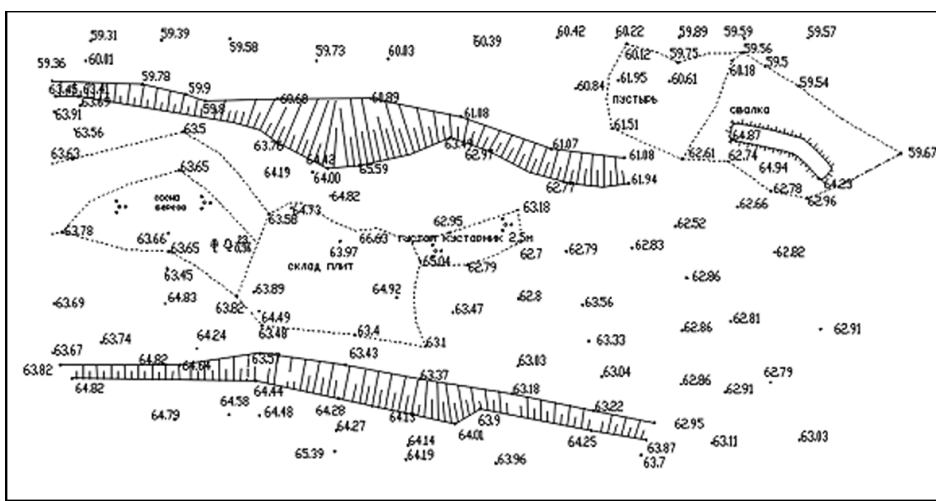 59.31 59.39 59.58 59.73 60.03 60.39 60.42 60.22 59.89 59.59 59.57
59.36 60.01 59.78 59.9 60.12 59.75 59.56 59.5
63.45 63.41 59.8 60.68 60.89 60.84 61.95 60.61 60.18 59.54
63.91 63.69 61.08 ПУСТЫРЬ СВАЛКА
63.56 63.5 61.51 64.87
63.63 63.65 64.19 64.00 65.59 62.97 61.07 61.08 62.61 62.74 64.94 59.67
64.82 62.77 61.94 62.78 64.23
СОСНА
БЕРЕЗА
63.58 64.73 63.18 62.66 62.96
63.78 63.66 63.65 66.63 62.95 62.52
ГУСТОЙ КУСТАРНИК 2,5м
63.97 65.04 62.79 62.7 62.79 62.83 62.82
СКЛАД ПЛИТ
63.45 63.89 62.86
63.69 64.83 63.82 64.92 63.47 62.8 63.56
64.49 62.81
63.74 64.24 63.48 63.4 63.1 63.33 62.86 62.91
63.67 63.43 63.03
63.82 64.82 64.64 63.57 63.37 63.04 62.86 62.79
64.82 64.44 63.18 62.91
64.79 64.58 64.48 64.28 64.13 63.9 63.22 62.95
64.27 64.14 64.01 64.25 63.87 63.11 63.03
65.39 64.19 63.96 63.7